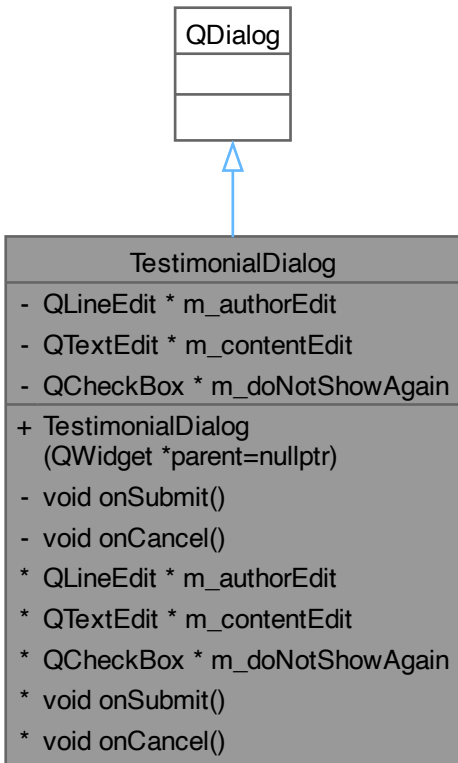 QDialog
TestimonialDialog
- QLineEdit * m_authorEdit
- QTextEdit * m_contentEdit
- QCheckBox * m_doNotShowAgain
+ TestimonialDialog
(QWidget *parent=nullptr)
- void onSubmit()
- void onCancel()
* QLineEdit * m_authorEdit
* QTextEdit * m_contentEdit
* QCheckBox * m_doNotShowAgain
* void onSubmit()
* void onCancel()